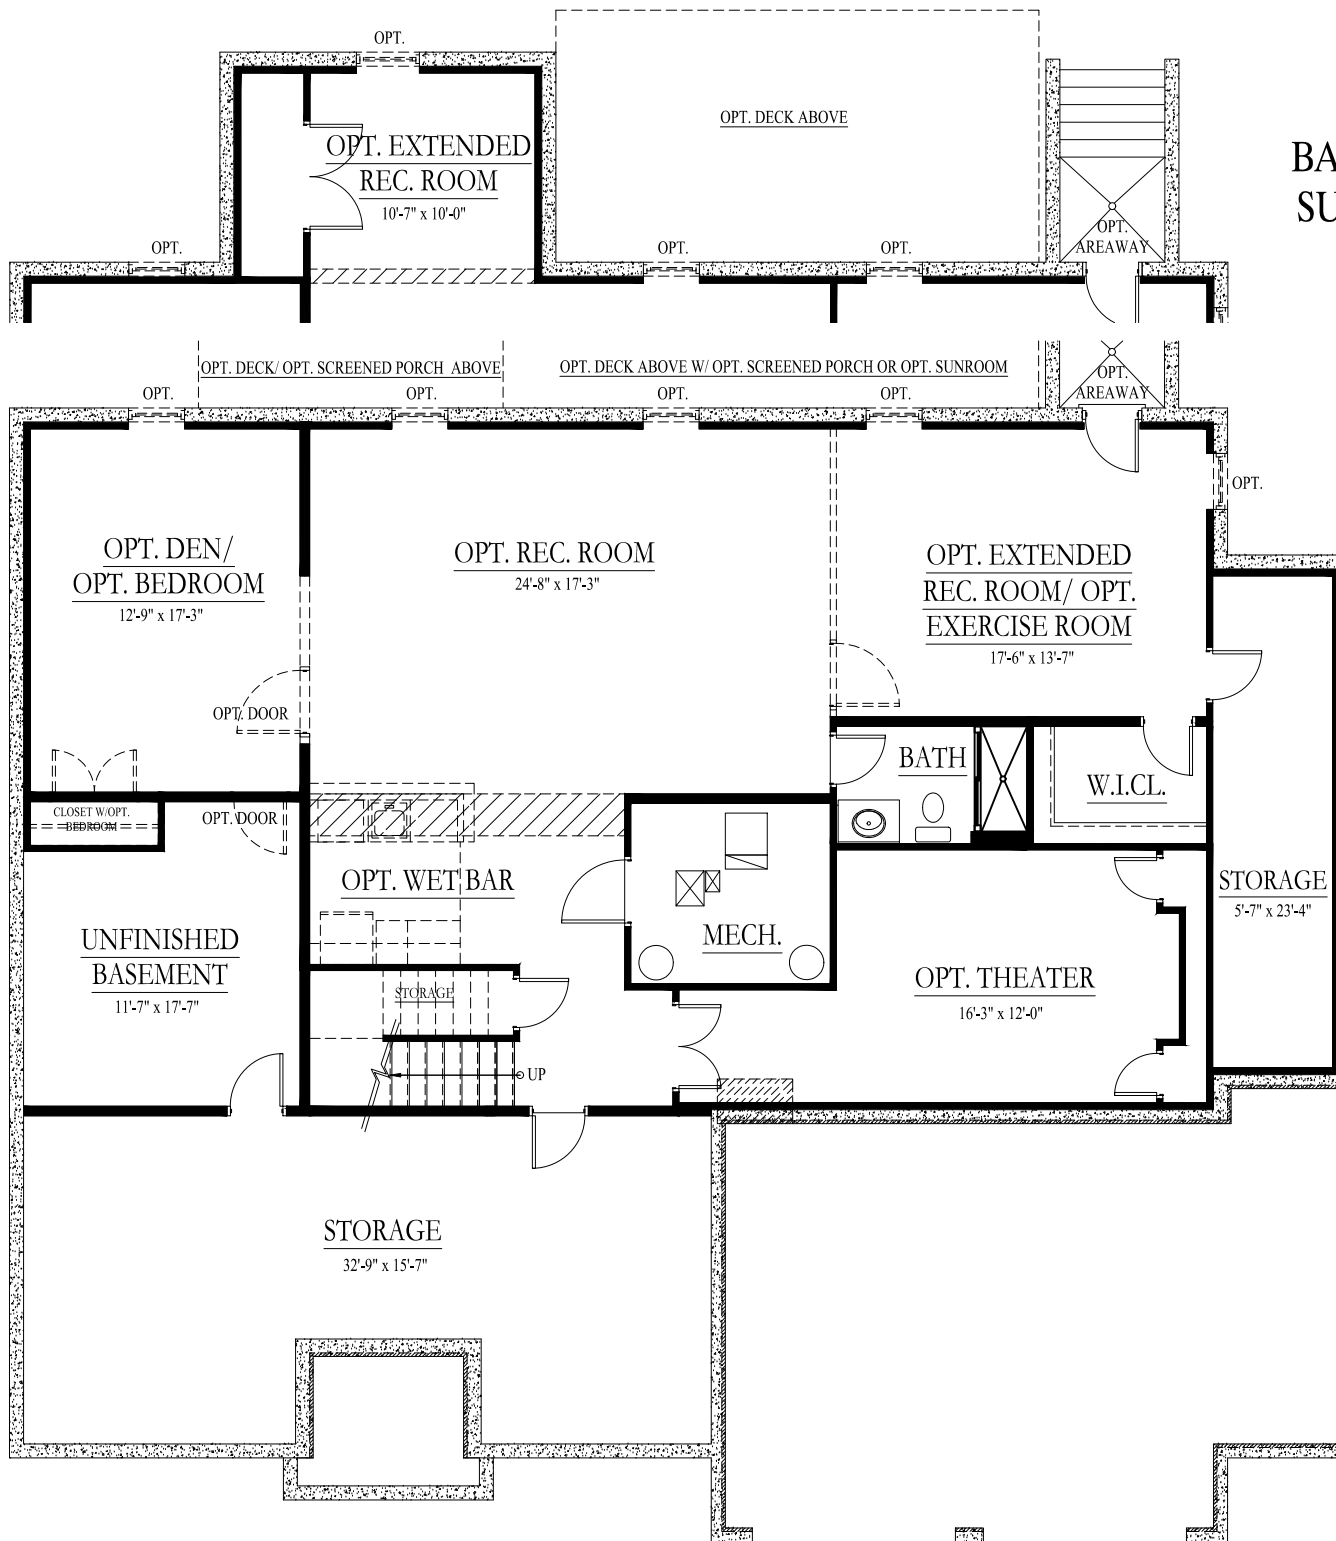 OPT.
OPT. DECK ABOVE
OPT. EXTENDED
REC. ROOM
10'-7" x 10'-0"
BA
SU
OPT.
AREAWAY
OPT.
OPT.
OPT.
OPT. DECK/ OPT. SCREENED PORCH ABOVE
OPT. DECK ABOVE W/ OPT. SCREENED PORCH OR OPT. SUNROOM
OPT.
AREAWAY
OPT.
OPT.
OPT.
OPT.
OPT.
OPT. DEN/
OPT. BEDROOM
12'-9" x 17'-3"
OPT. REC. ROOM
24'-8" x 17'-3"
OPT. EXTENDED
REC. ROOM/ OPT.
EXERCISE ROOM
17'-6" x 13'-7"
OPT. DOOR
BATH
W.I.CL.
CLOSET W/OPT.
BEDROOM
OPT. DOOR
OPT. WET BAR
STORAGE
5'-7" x 23'-4"
UNFINISHED
BASEMENT
11'-7" x 17'-7"
MECH.
OPT. THEATER
16'-3" x 12'-0"
STORAGE
UP
STORAGE
32'-9" x 15'-7"